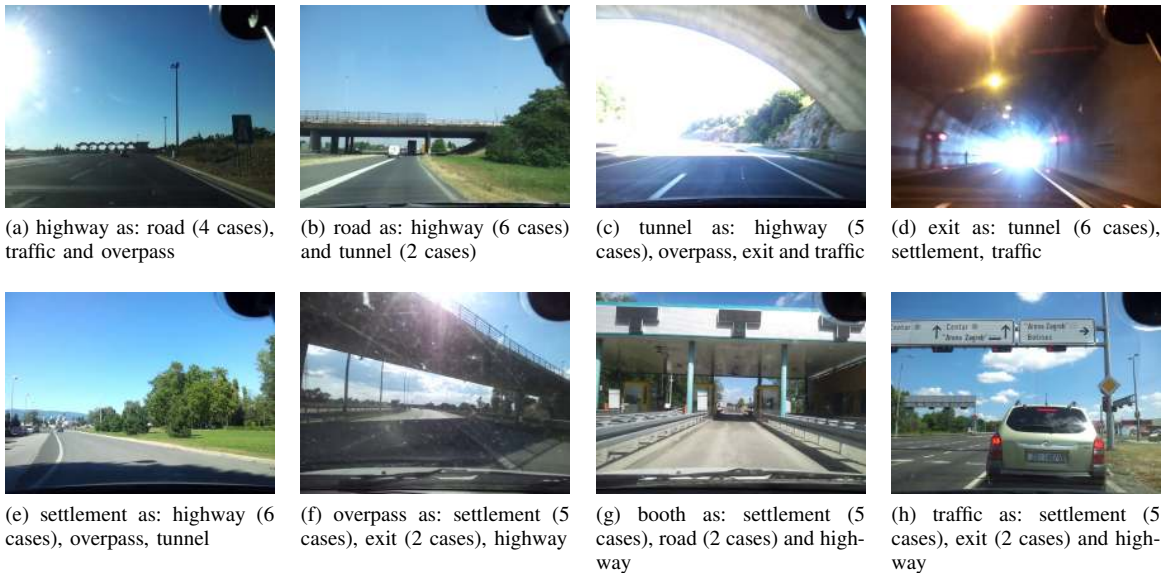 Centar
Centar
"Arena Zagreb"
"Arena Zagreb"
(a) highway as: road (4 cases),
traffic and overpass
(b) road as: highway (6 cases)
and tunnel (2 cases)
(c) tunnel as: highway (5
cases), overpass, exit and traffic
(d) exit as: tunnel (6 cases),
settlement, traffic
(e) settlement as: highway (6
cases), overpass, tunnel
(f) overpass as: settlement (5
cases), exit (2 cases), highway
(g) booth as: settlement (5
cases), road (2 cases) and high-
way
(h) traffic as: settlement (5
cases), exit (2 cases) and high-
way